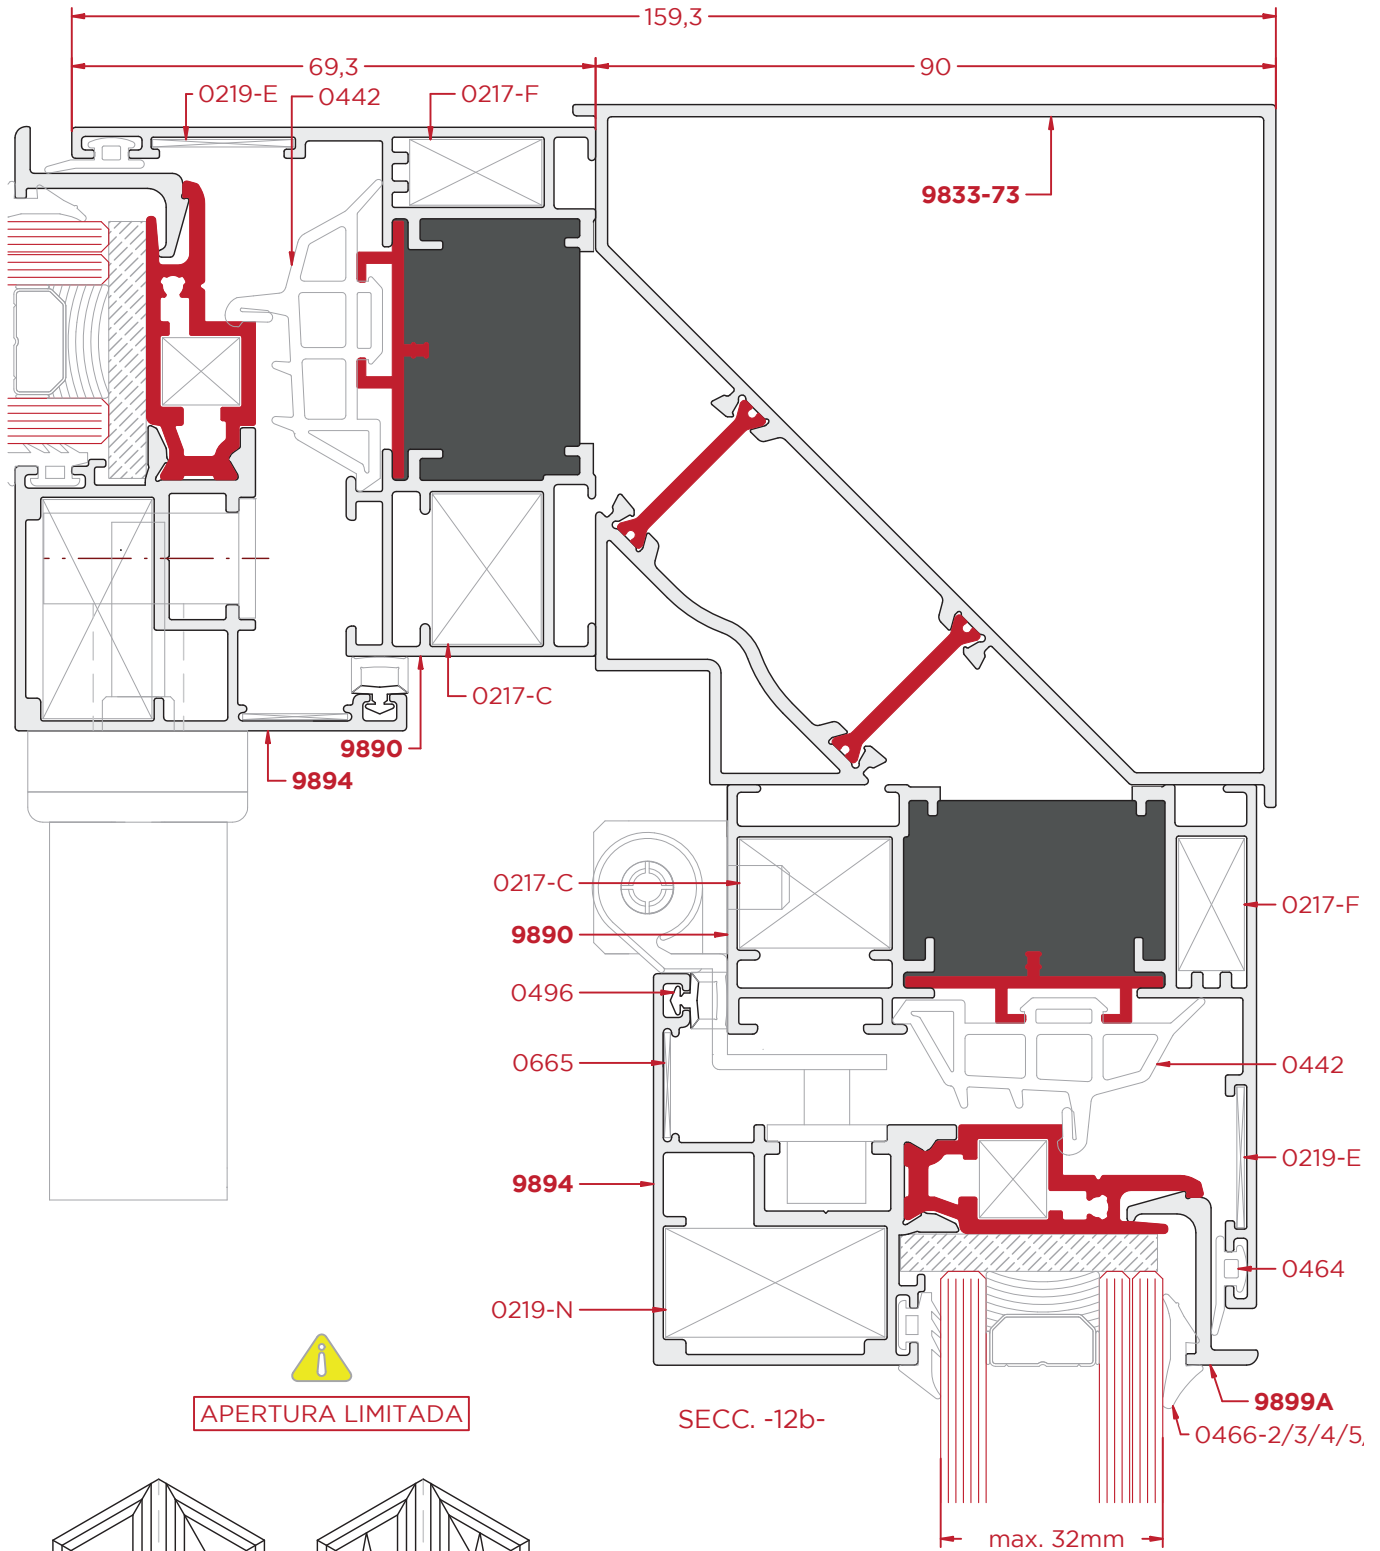 159,3
69,3
90
0219-E
0442
0217-F
9833-73
0217-C
9890
9894
0217-C
0217-F
9890
0496
0665
0442
9894
0219-E
0464
0219-N
APERTURA LIMITADA
SECC. -12b-
9899A
0466-2/3/4/5/
max. 32mm